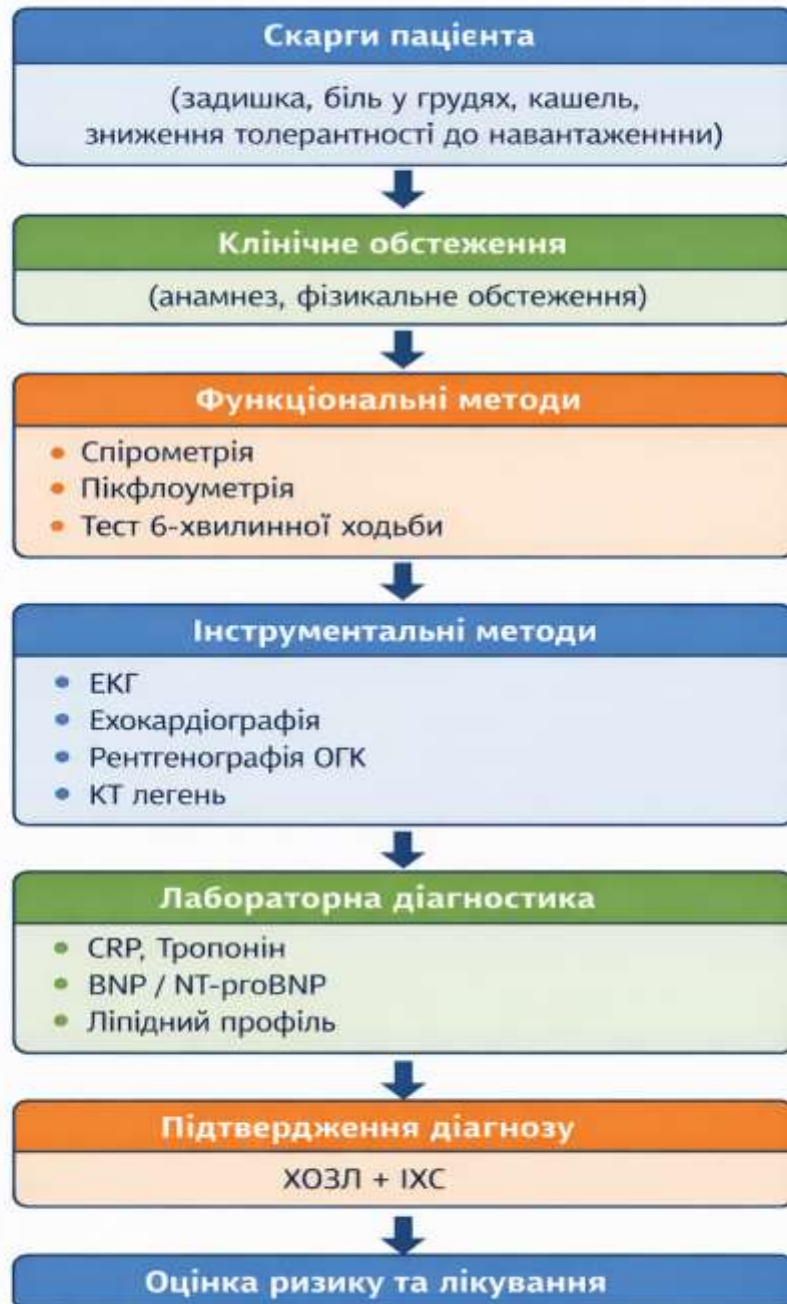 Скарги пацієнта
(задишка, біль у грудях, кашель,
зниження толерантності до навантаженнни)
Клінічне обстеження
(анамнез, фізикальне обстеження)
Функціональні методи
• Спірометрія
• Пікфлоуметрія
• Тест 6-хвилинної ходьби
Інструментальні методи
• ЕКГ
• Ехокардіографія
• Рентгенографія ОГК
• КТ легень
Лабораторна діагностика
• CRP, Тропонін
• BNP / NT-proBNP
• Ліпідний профіль
Підтвердження діагнозу
ХОЗЛ + ІХС
Оцінка ризику та лікування